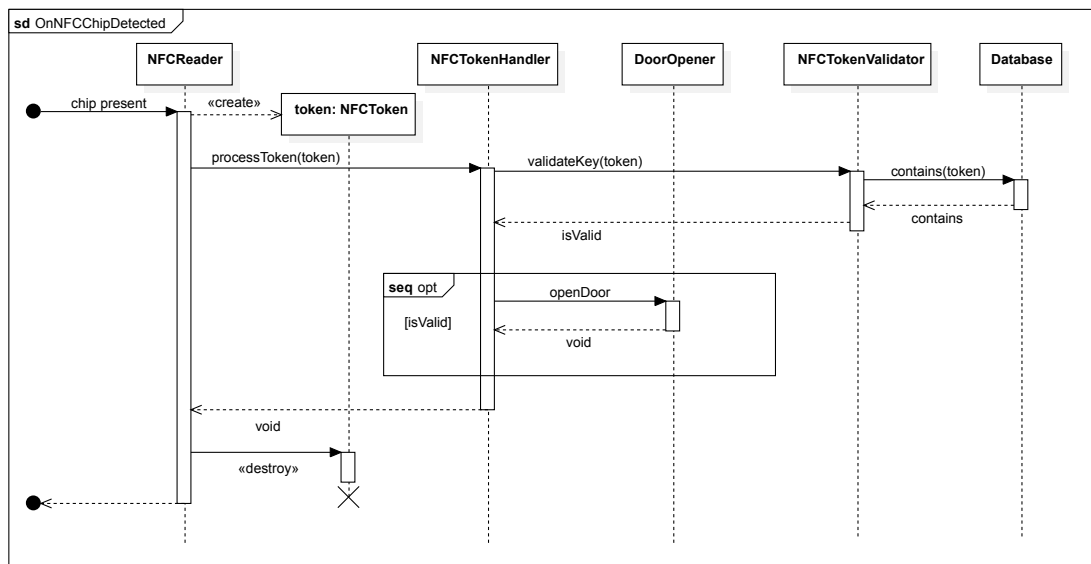 sd OnNFCChipDetected
NFCReader
NFCTokenHandler
DoorOpener
NFCTokenValidator
Database
chip present
«create»
token: NFCToken
processToken(token)
validateKey(token)
contains(token)
contains
isValid
seq opt
openDoor
[isValid]
void
void
«destroy»